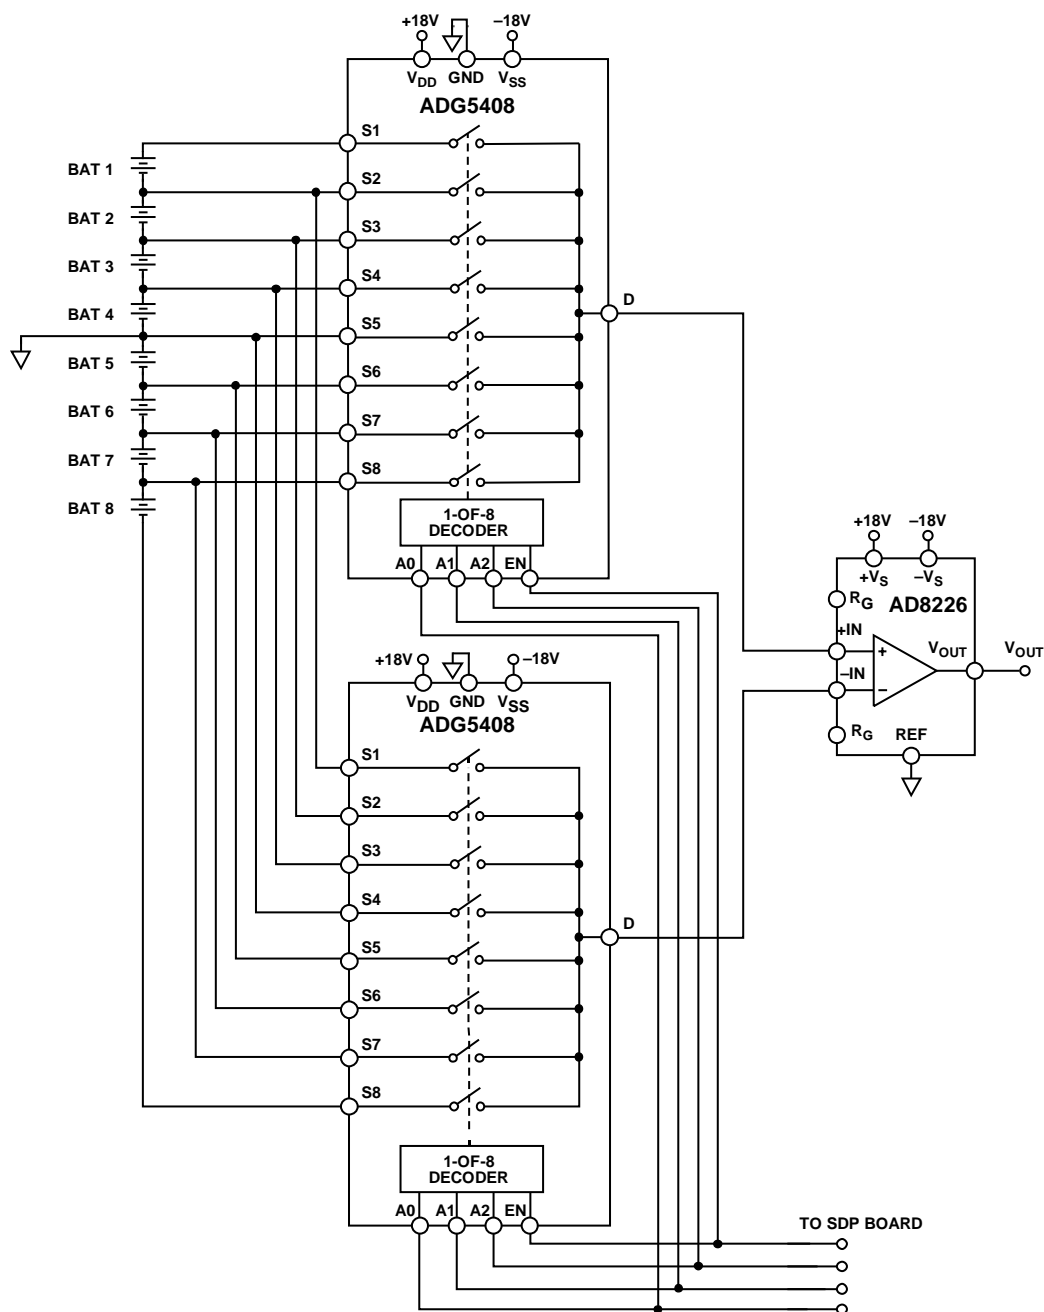 +18V –18V
VDD GND VSS
ADG5408
S1
BAT 1
S2
BAT 2
S3
BAT 3
S4
BAT 4
S5
BAT 5
S6
BAT 6
S7
BAT 7
S8
BAT 8
D
1-OF-8
DECODER
A0 A1 A2 EN
+18V –18V
+VS –VS
AD8226
RG
+IN
+
VOUT VOUT
–IN
–
RG REF
+18V –18V
VDD GND VSS
ADG5408
S1
S2
S3
S4
D
S5
S6
S7
S8
1-OF-8
DECODER
A0 A1 A2 EN
TO SDP BOARD